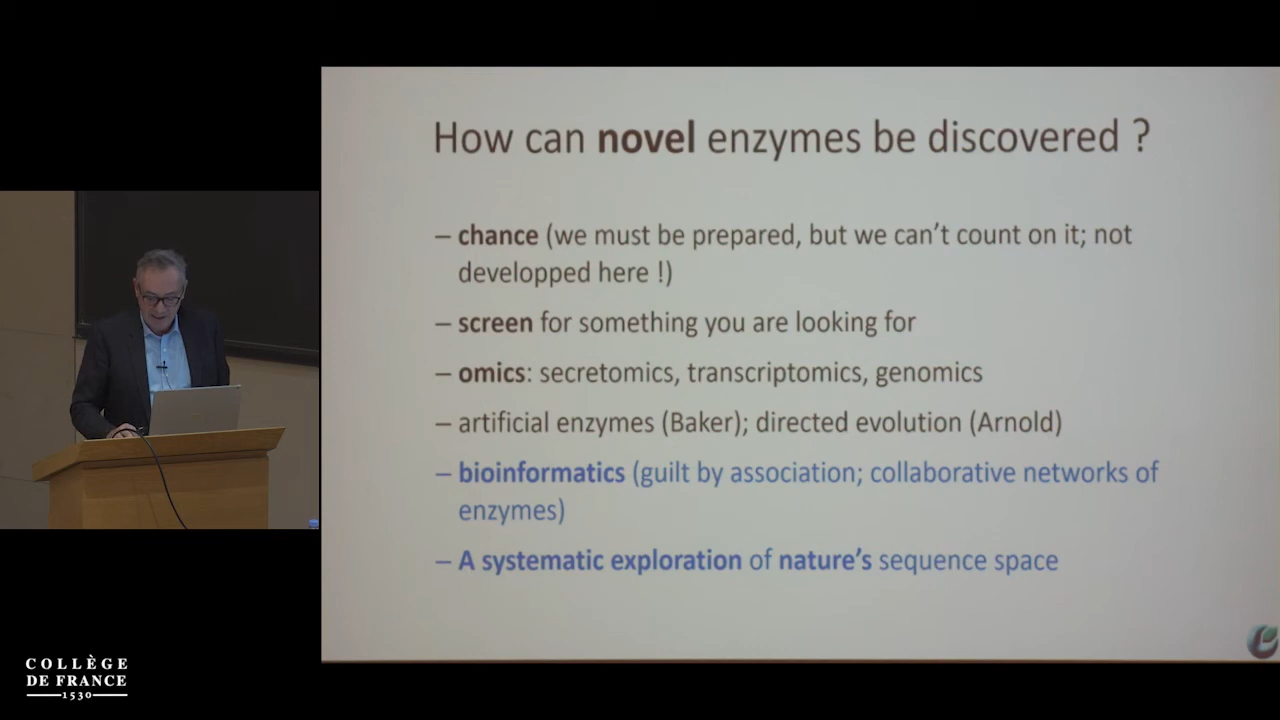 How can novel enzymes be discovered ?
– chance (we must be prepared, but we can't count on it; not
developped here !)
– screen for something you are looking for
– omics: secretomics, transcriptomics, genomics
– artificial enzymes (Baker); directed evolution (Arnold)
– bioinformatics (guilt by association; collaborative networks of
enzymes)
– A systematic exploration of nature's sequence space
COLLÈGE
DE FRANCE
1530